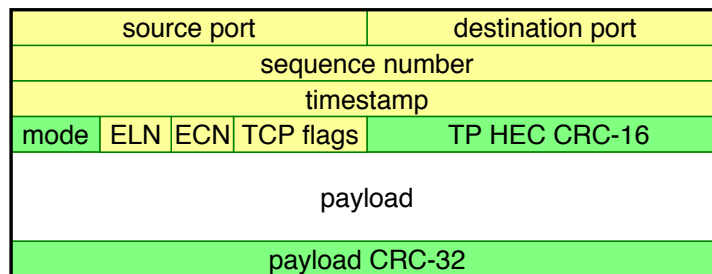 source port destination port
sequence number
timestamp
mode ELN ECN TCP flags TP HEC CRC-16
payload
payload CRC-32